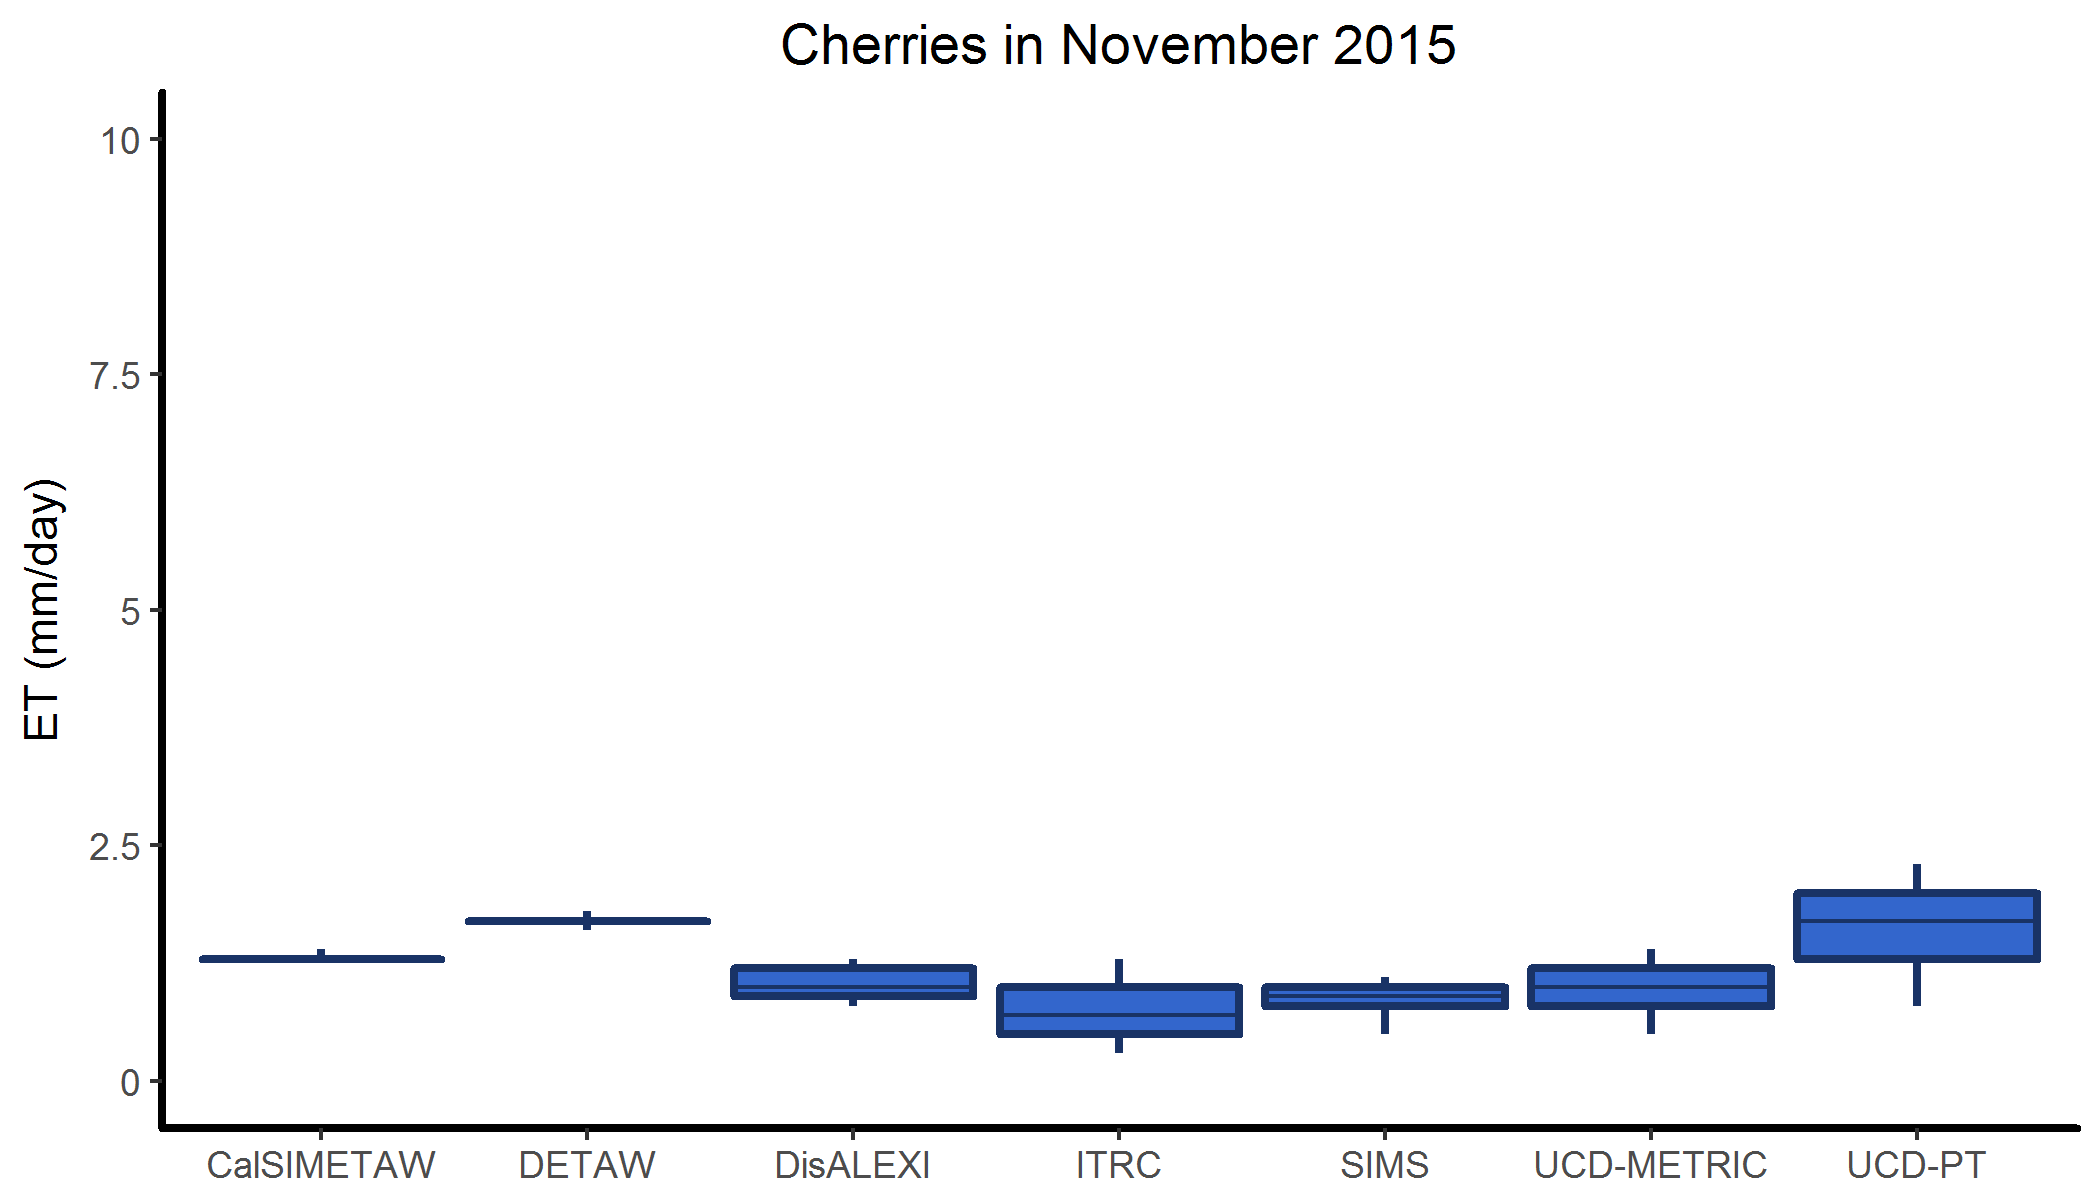 Cherries in November 2015
ET (mm/day)
10
7.5
5
2.5
0
CalSIMETAW DETAW DisALEXI ITRC SIMS UCD-METRIC UCD-PT